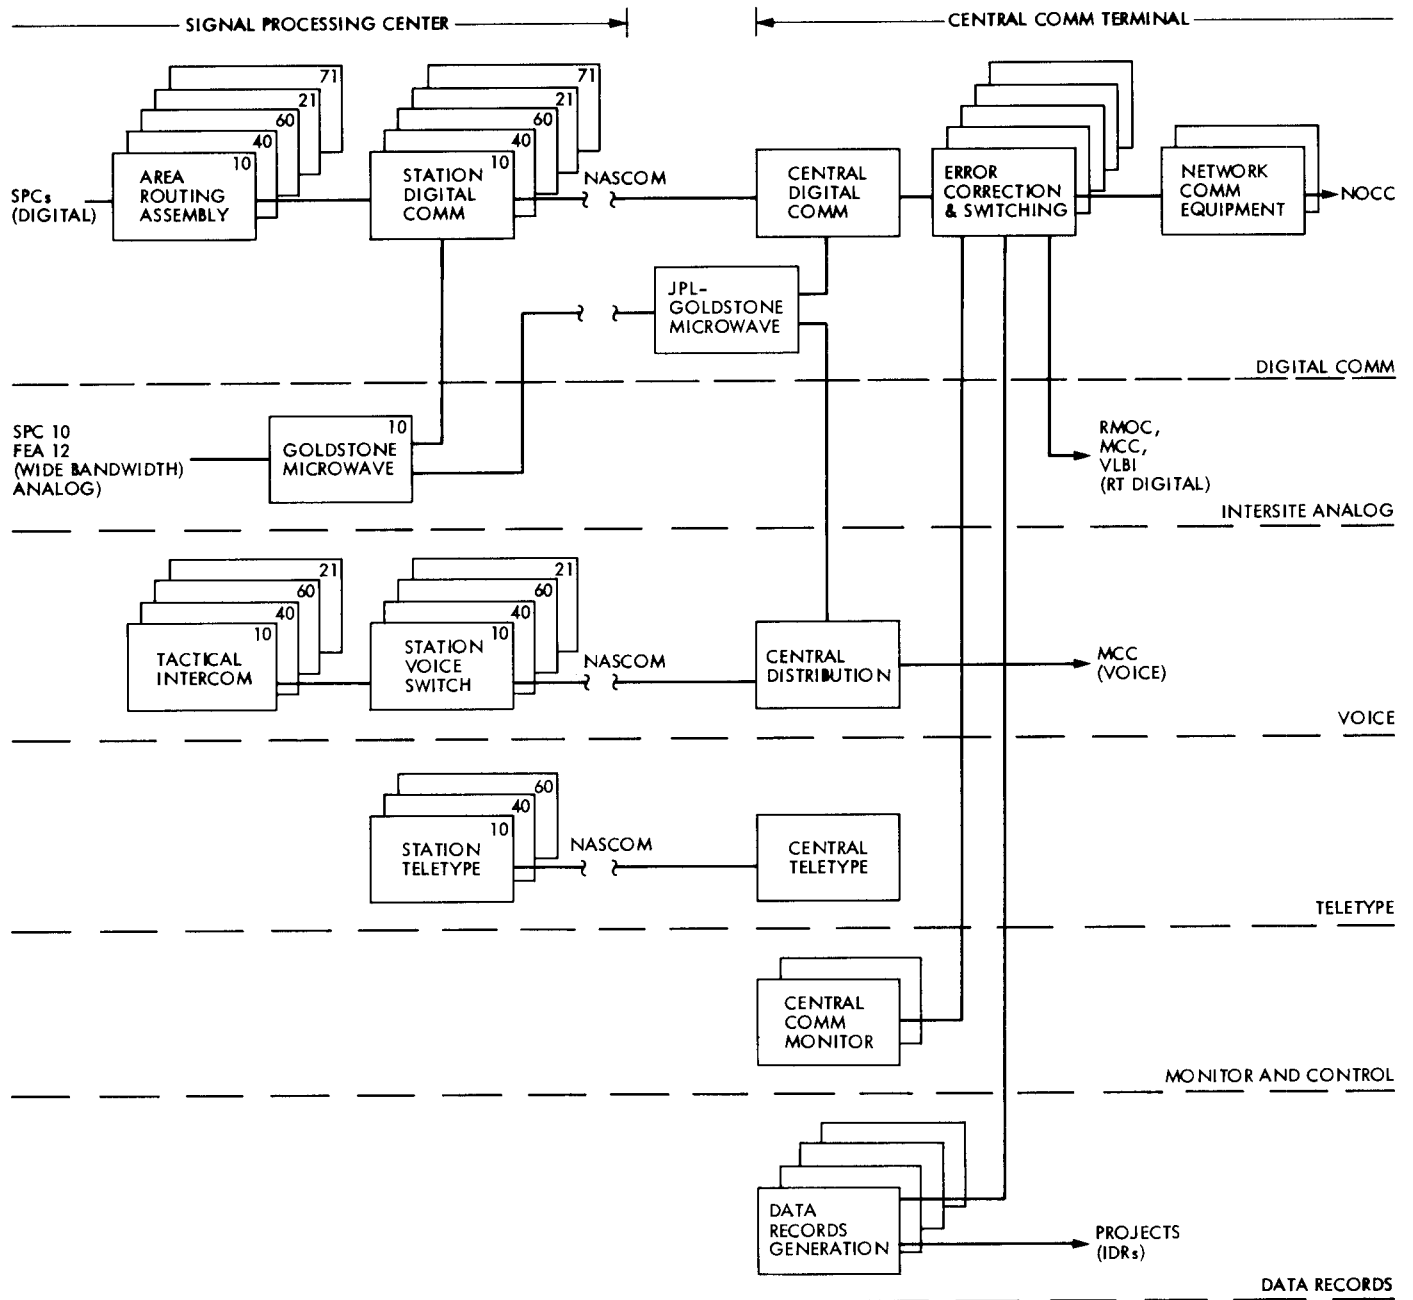 SIGNAL PROCESSING CENTER
CENTRAL COMM TERMINAL
71
21
60
40
10
AREA
ROUTING
ASSEMBLY
SPCs
(DIGITAL)
71
21
60
40
10
STATION
DIGITAL
COMM
NASCOM
CENTRAL
DIGITAL
COMM
ERROR
CORRECTION
& SWITCHING
NETWORK
COMM
EQUIPMENT
NOCC
JPL-
GOLDSTONE
MICROWAVE
DIGITAL COMM
SPC 10
FEA 12
(WIDE BANDWIDTH)
ANALOG)
10
GOLDSTONE
MICROWAVE
RMOC,
MCC,
VLBI
(RT DIGITAL)
INTERSITE ANALOG
21
60
40
10
TACTICAL
INTERCOM
21
60
40
10
STATION
VOICE
SWITCH
NASCOM
CENTRAL
DISTRIBUTION
MCC
(VOICE)
VOICE
60
40
10
STATION
TELETYPE
NASCOM
CENTRAL
TELETYPE
TELETYPE
CENTRAL
COMM
MONITOR
MONITOR AND CONTROL
DATA
RECORDS
GENERATION
PROJECTS
(IDRs)
DATA RECORDS